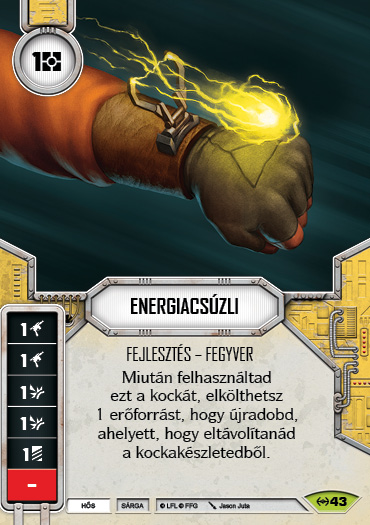 1
ENERGIACSÚZLI
FEJLESZTÉS – FEGYVER
Miután felhasználtad
ezt a kockát, elkölthetsz
1 erőforrást, hogy újradobd,
ahelyett, hogy eltávolítanád
a kockakészletedből.
1
1
1
1
1
–
HŐS
SÁRGA
© LFL © FFG
Jason Juta
43